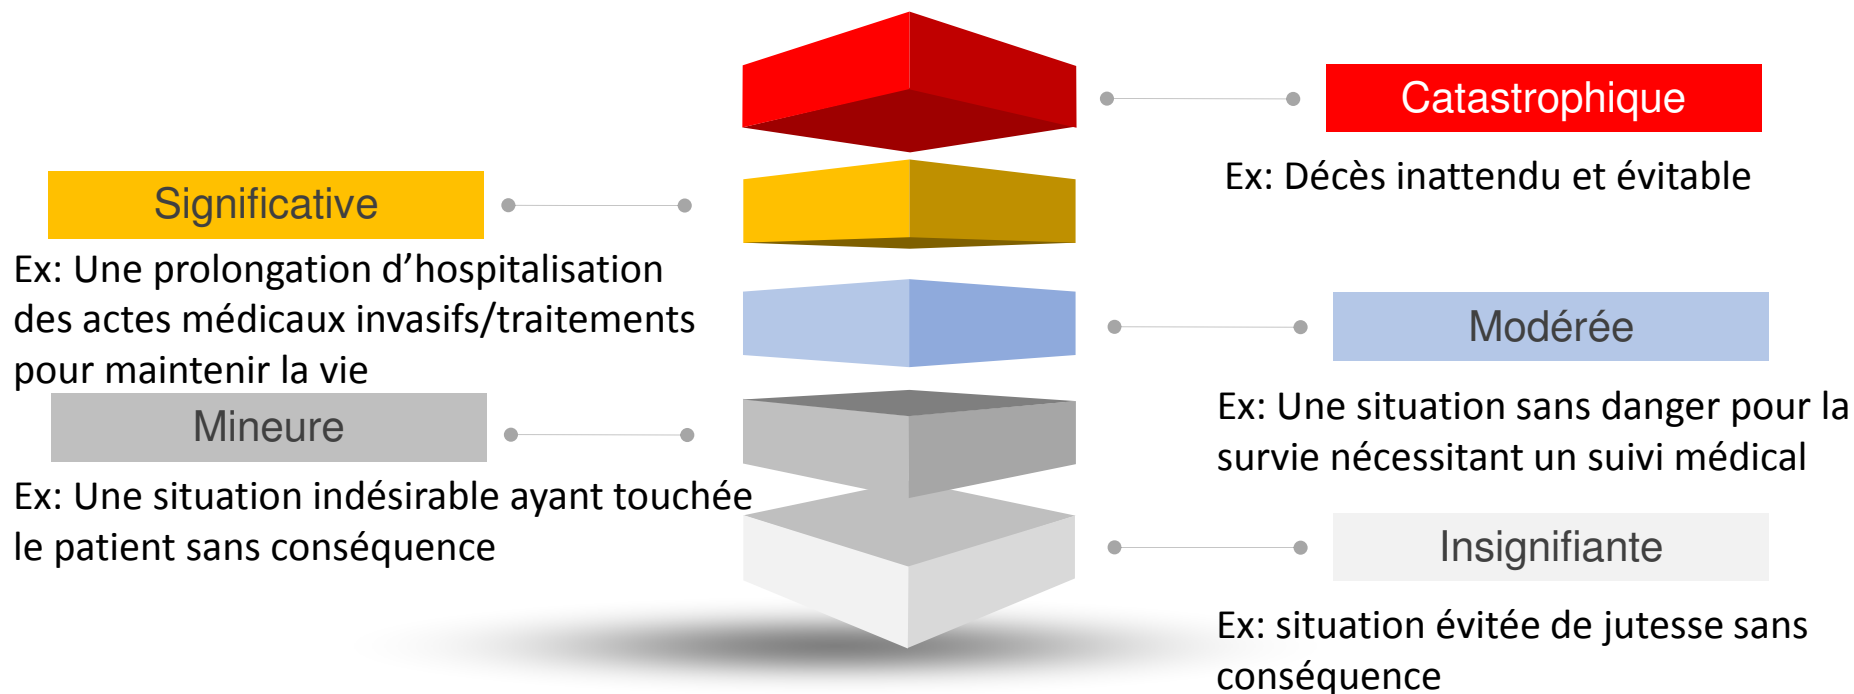 Catastrophique
Ex: Décès inattendu et évitable
Significative
Ex: Une prolongation d’hospitalisation
des actes médicaux invasifs/traitements
pour maintenir la vie
Modérée
Ex: Une situation sans danger pour la
survie nécessitant un suivi médical
Mineure
Ex: Une situation indésirable ayant touchée
le patient sans conséquence
Insignifiante
Ex: situation évitée de jutesse sans
conséquence